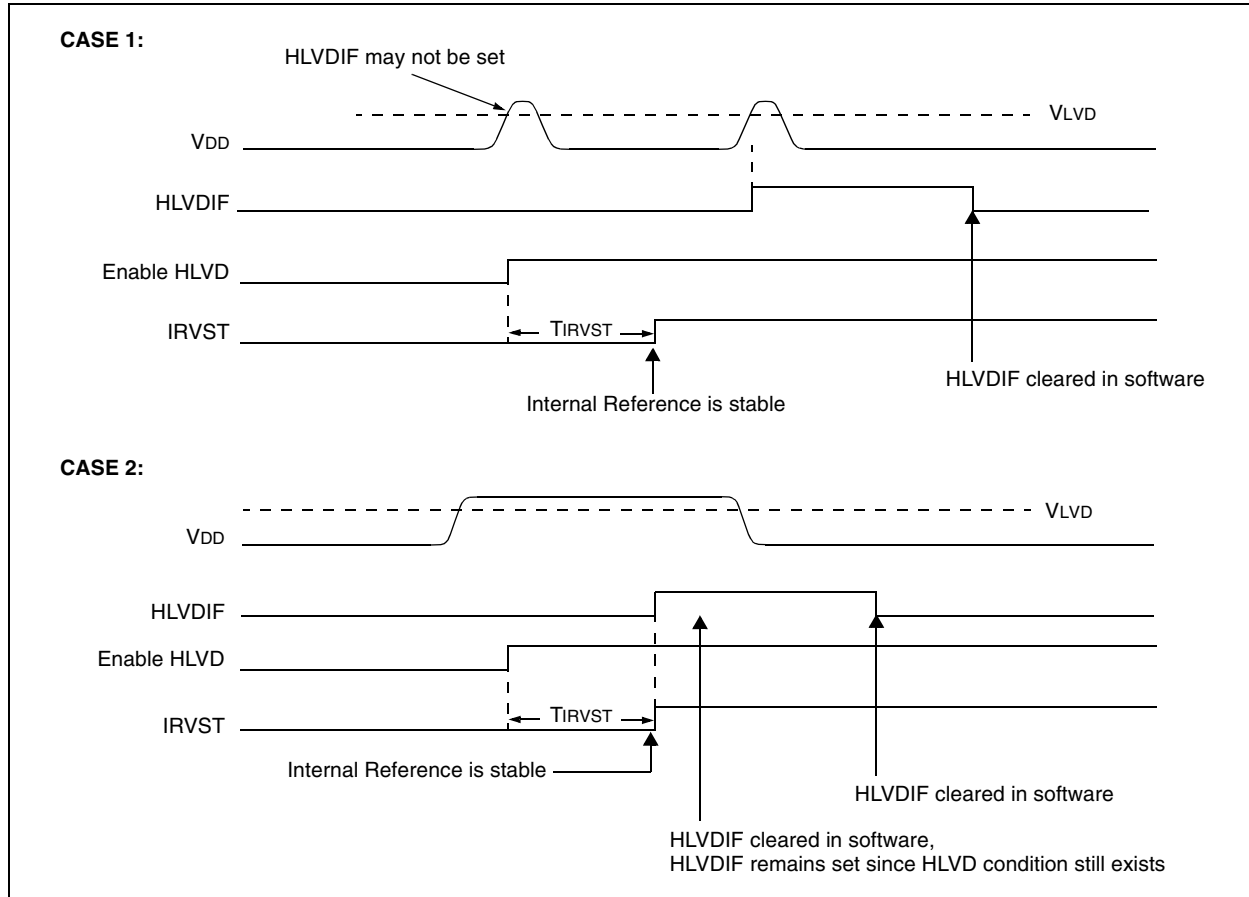 CASE 1:
HLVDIF may not be set
VLVD
VDD
HLVDIF
Enable HLVD
IRVST
TIRVST
HLVDIF cleared in software
Internal Reference is stable
CASE 2:
VLVD
VDD
HLVDIF
Enable HLVD
IRVST
TIRVST
Internal Reference is stable
HLVDIF cleared in software
HLVDIF cleared in software,
HLVDIF remains set since HLVD condition still exists